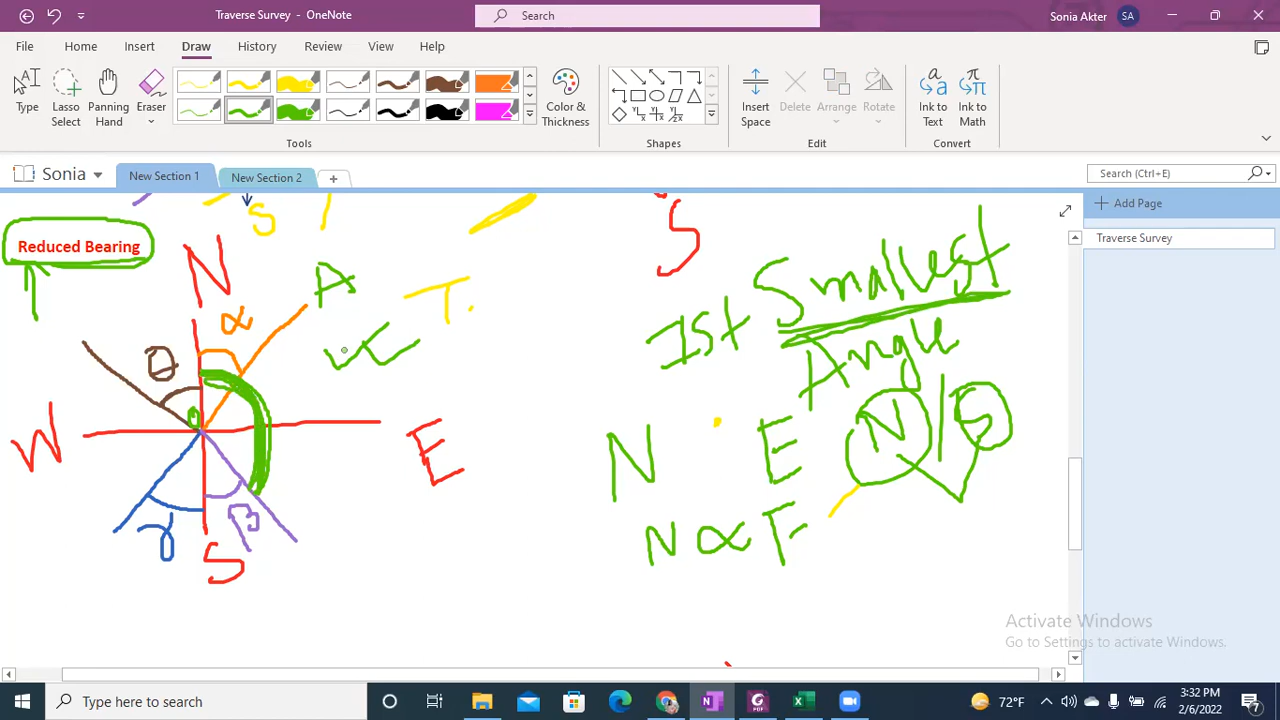 Traverse Survey - OneNote
Search
Sonia Akter SA
File Home Insert Draw History Review View Help
Type
Lasso Select
Panning Hand
Eraser
Color & Thickness
Insert Space
Delete
Arrange
Rotate
Ink to Text
Ink to Math
Tools
Shapes
Edit
Convert
Sonia
New Section 1
New Section 2
Search (Ctrl+E)
Add Page
Traverse Survey
S
S
Reduced Bearing
N
A
α
T.
θ
O
W
E
γ
β
S
1st Smallest
Angle
N E N/S
N α E
Activate Windows
Go to Settings to activate Windows.
Type here to search
72°F
3:32 PM
2/6/2022
7